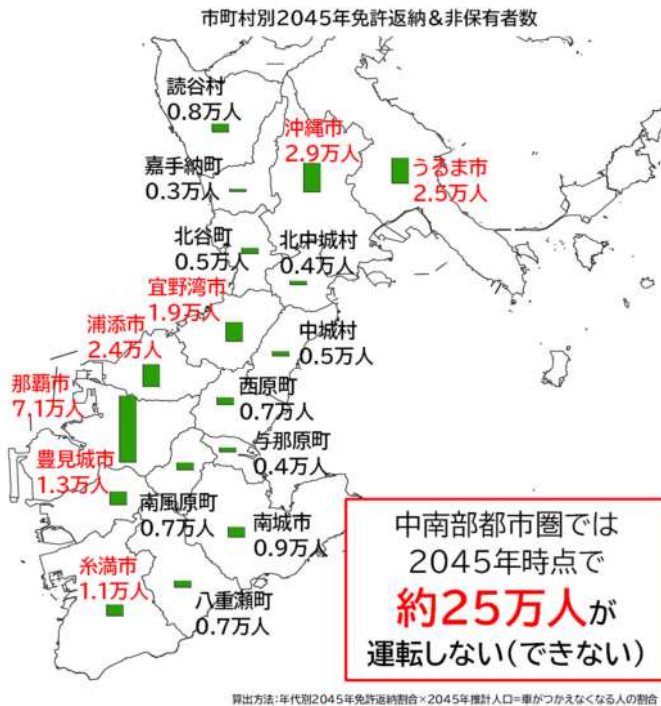 市町村別2045年免許返納&非保有者数
読谷村
0.8万人
沖縄市
2.9万人
うるま市
2.5万人
嘉手納町
0.3万人
北谷町
0.5万人
北中城村
0.4万人
宜野湾市
1.9万人
中城村
0.5万人
浦添市
2.4万人
那覇市
7.1万人
西原町
0.7万人
与那原町
0.4万人
豊見城市
1.3万人
南風原町
0.7万人
南城市
0.9万人
糸満市
1.1万人
八重瀬町
0.7万人
中南部都市圏では
2045年時点で
約25万人が
運転しない(できない)
算出方法:年代別2045年免許返納割合×2045年推計人口=車がつかえなくなる人の割合